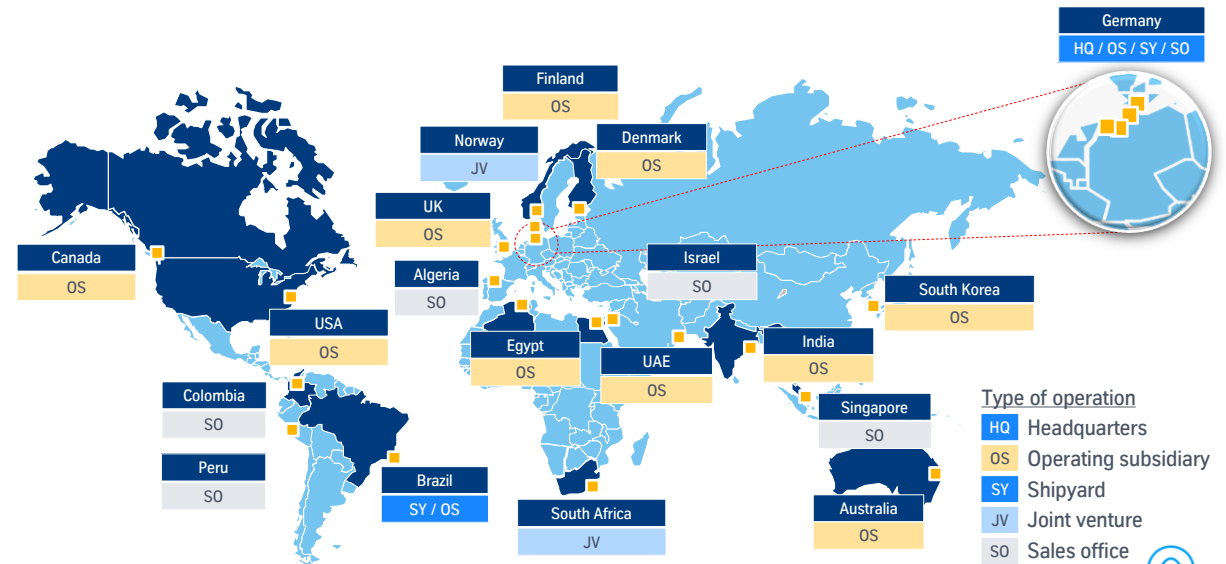 Germany
HQ / OS / SY / SO
Finland
OS
Norway
JV
Denmark
OS
UK
OS
Canada
OS
Algeria
SO
Israel
SO
South Korea
OS
USA
OS
Egypt
OS
UAE
OS
India
OS
Colombia
SO
Singapore
SO
Peru
SO
Brazil
SY / OS
South Africa
JV
Australia
OS
Type of operation
HQ Headquarters
OS Operating subsidiary
SY Shipyard
JV Joint venture
SO Sales office